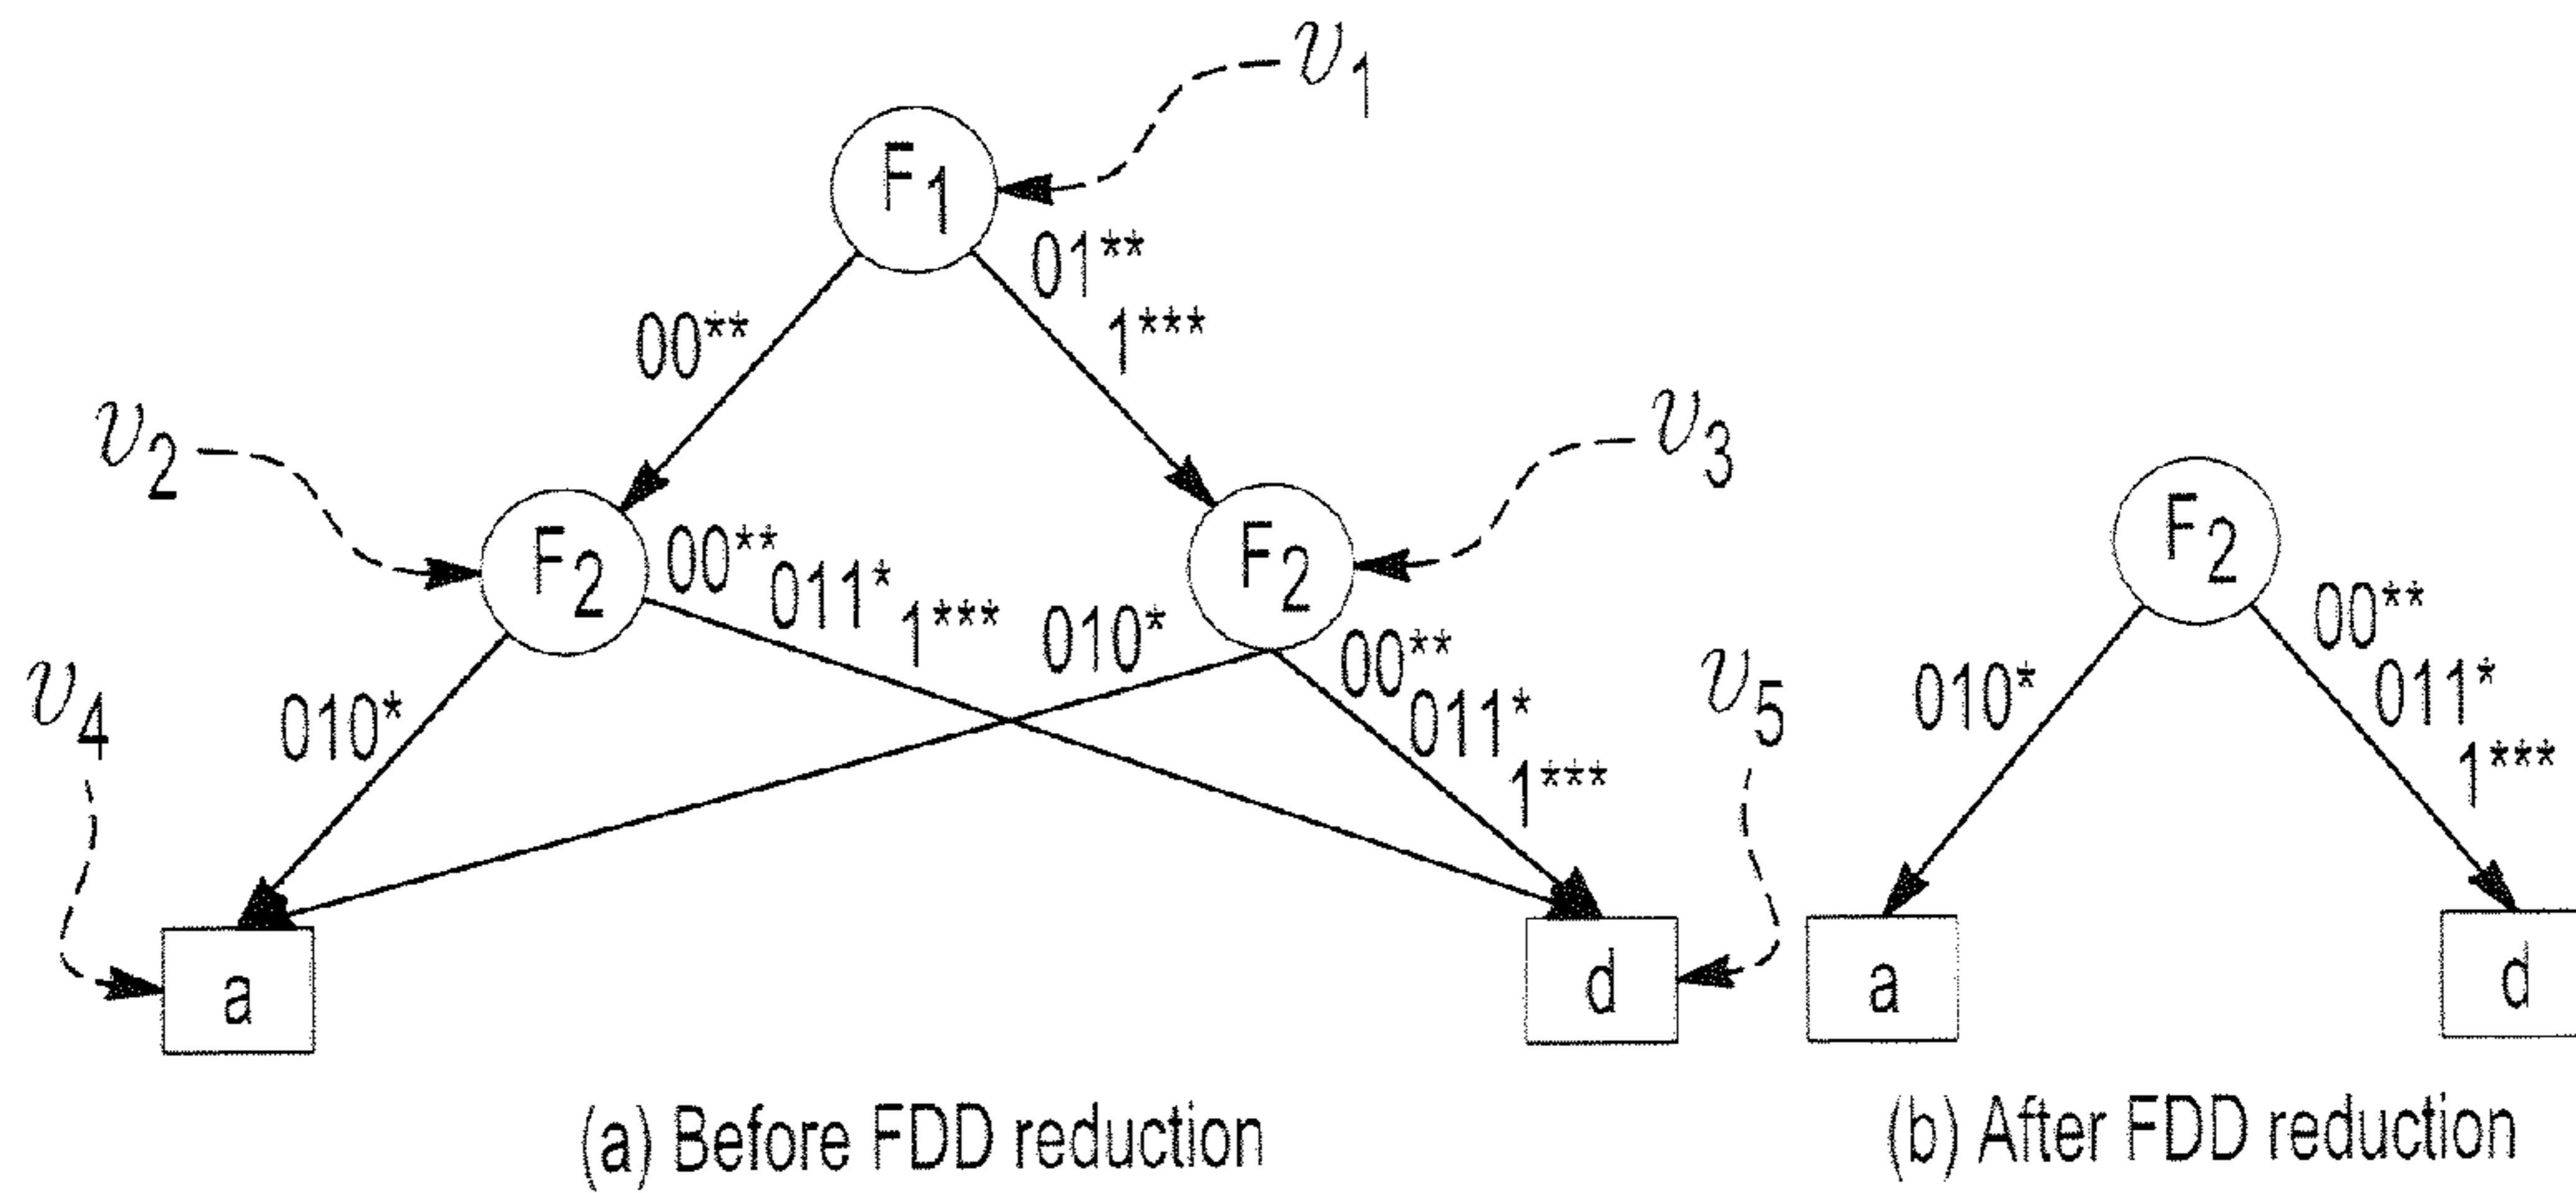 v1
F1
01**
00**
1***
v2
v3
F2
00**
011*
1***
010*
F2
00**
011*
1***
v4
010*
v5
a
d
F2
010*
00**
011*
1***
a
d
(a) Before FDD reduction
(b) After FDD reduction